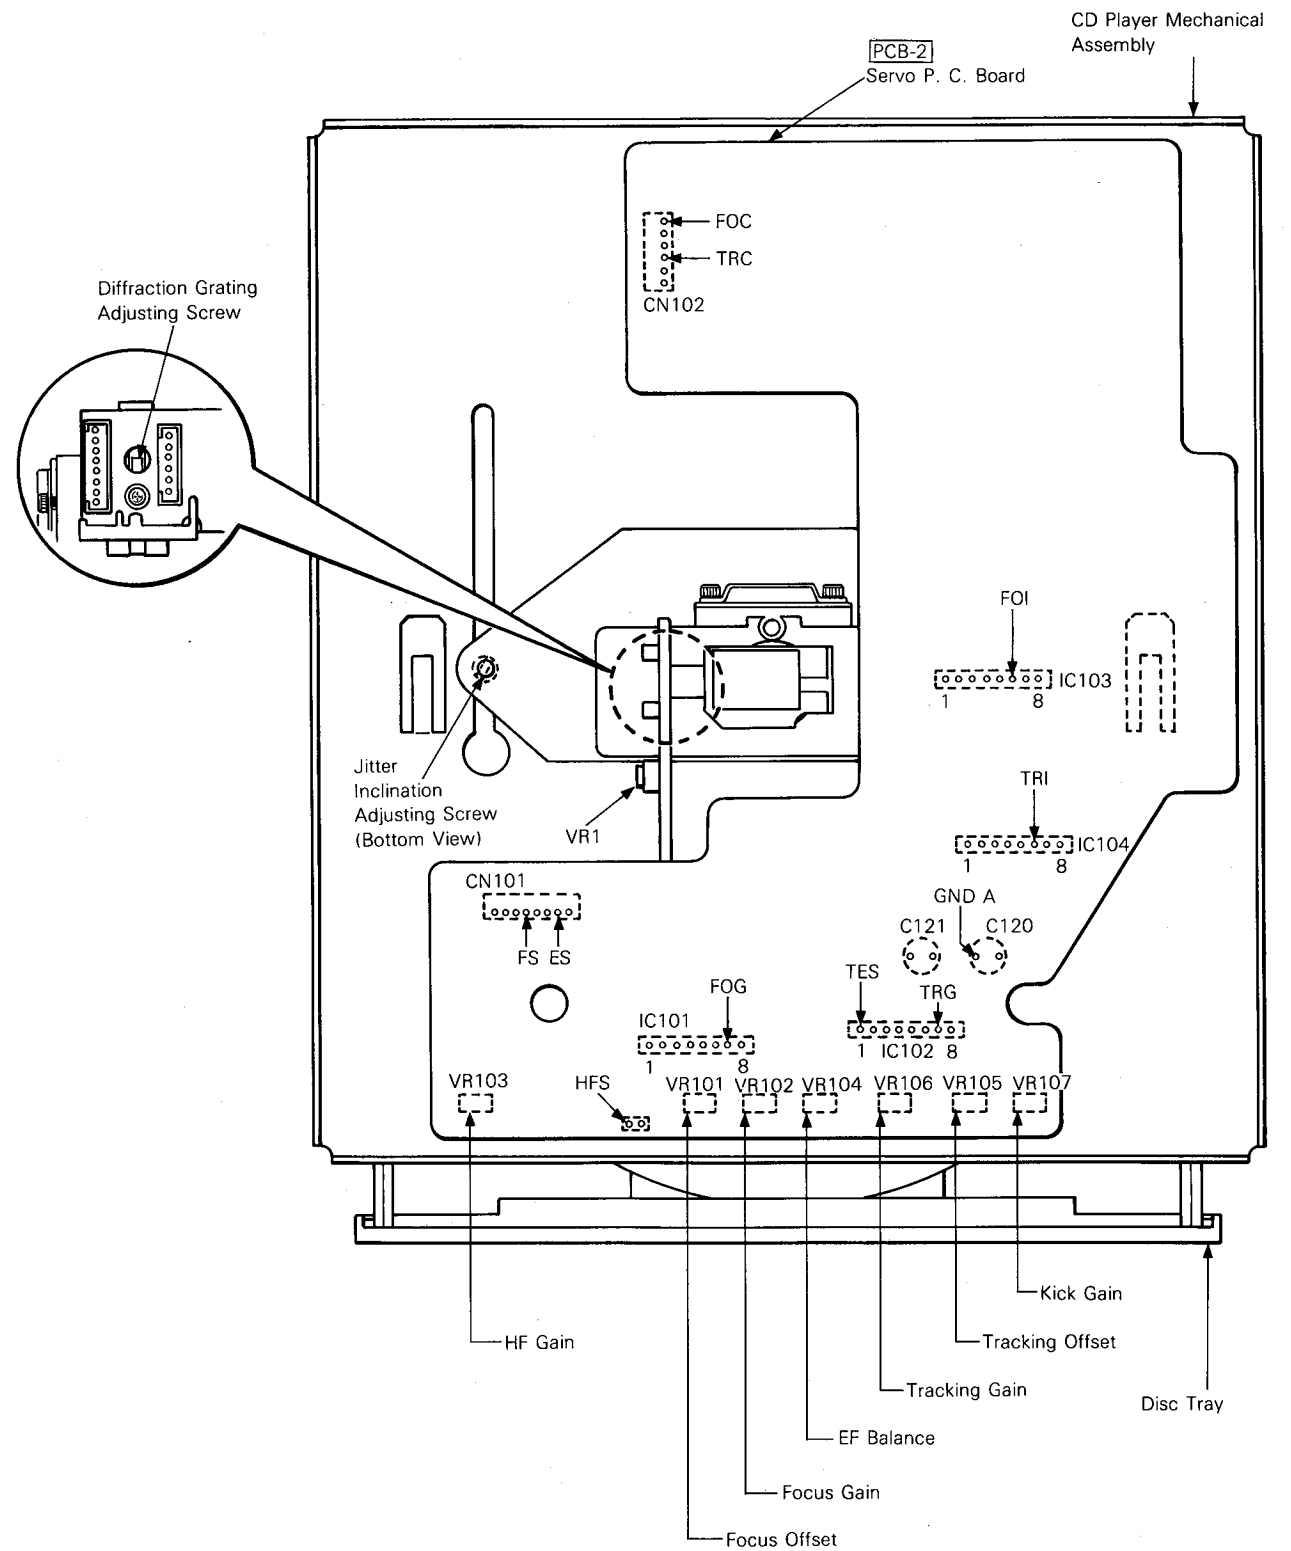 CD Player Mechanical
Assembly
PCB-2
Servo P. C. Board
FOC
TRC
CN102
Diffraction Grating
Adjusting Screw
FOI
IC103
1
8
Jitter
Inclination
Adjusting Screw
(Bottom View)
VR1
TRI
IC104
1
8
CN101
FS ES
GND A
C121
C120
TES
TRG
1 IC102 8
FOG
IC101
1
8
VR103
HFS
VR101
VR102
VR104
VR106
VR105
VR107
Kick Gain
HF Gain
Tracking Offset
Tracking Gain
Disc Tray
EF Balance
Focus Gain
Focus Offset